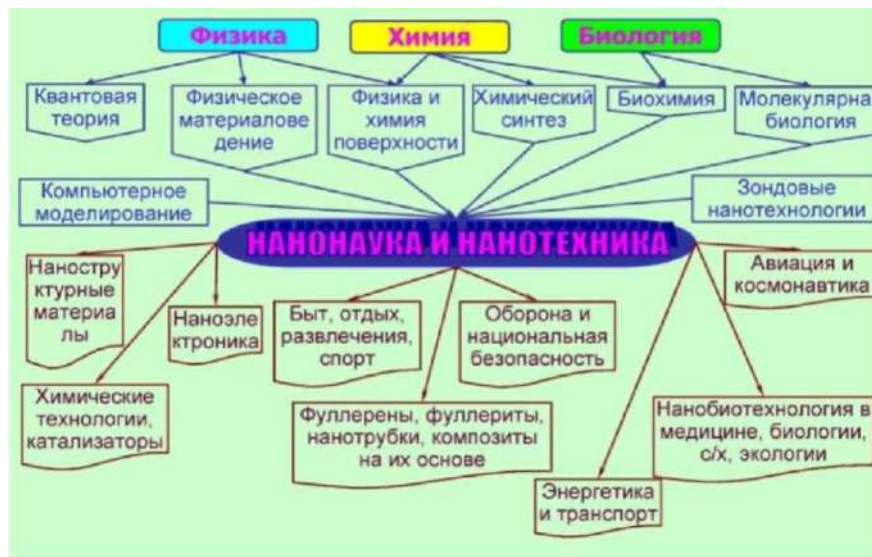 Физика
Химия
Биология
Квантовая
теория
Физическое
материалове
дение
Физика и
химия
поверхности
Химический
синтез
Биохимия
Молекулярна
биология
Компьютерное
моделирование
Зондовые
нанотехнологии
НАНОНАУКА И НАНОТЕХНИКА
Нанострy
ктурные
материа
лы
Наноэле
ктроника
Быт, отдых,
развлечения,
спорт
Оборона и
национальная
безопасность
Авиация и
космонавтика
Химические
технологии,
катализаторы
Фуллерены, фуллериты,
нанотрубки, композиты
на их основе
Нанобиотехнология в
медицине, биологии,
с/х, экологии
Энергетика
и транспорт